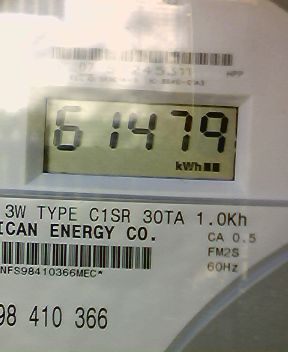 61479
kWh
3W TYPE C1SR 30TA 1.0Kh
ICAN ENERGY CO.
CA 0.5
FM2S
60Hz
NFS98410366MEC*
98 410 366